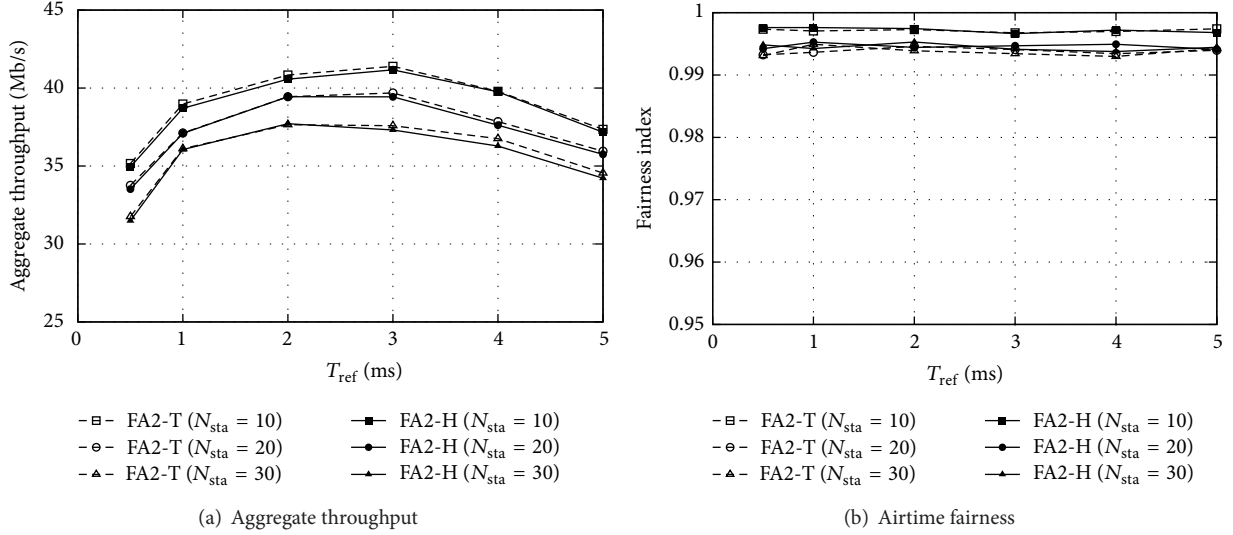 45
40
35
30
25
0
1
2
3
4
5
Aggregate throughput (Mb/s)
T_ref (ms)
FA2-T (N_sta = 10)
FA2-T (N_sta = 20)
FA2-T (N_sta = 30)
FA2-H (N_sta = 10)
FA2-H (N_sta = 20)
FA2-H (N_sta = 30)
(a) Aggregate throughput
1
0.99
0.98
0.97
0.96
0.95
0
1
2
3
4
5
Fairness index
T_ref (ms)
FA2-T (N_sta = 10)
FA2-T (N_sta = 20)
FA2-T (N_sta = 30)
FA2-H (N_sta = 10)
FA2-H (N_sta = 20)
FA2-H (N_sta = 30)
(b) Airtime fairness